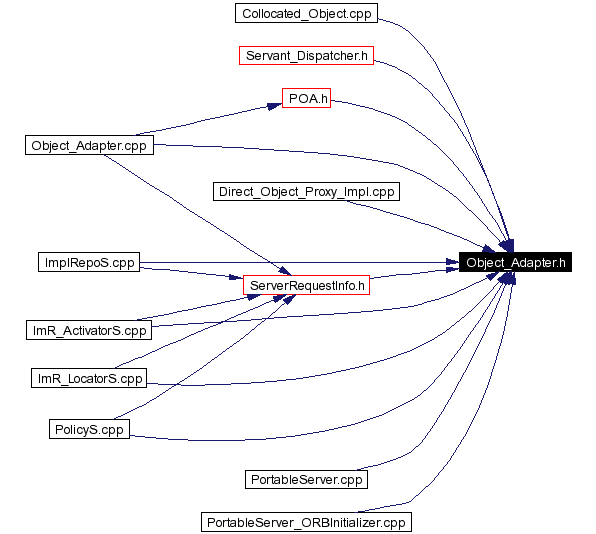 Collocated_Object.cpp
Servant_Dispatcher.h
POA.h
Object_Adapter.cpp
Direct_Object_Proxy_Impl.cpp
ImplRepoS.cpp
Object_Adapter.h
ServerRequestInfo.h
ImR_ActivatorS.cpp
ImR_LocatorS.cpp
PolicyS.cpp
PortableServer.cpp
PortableServer_ORBInitializer.cpp